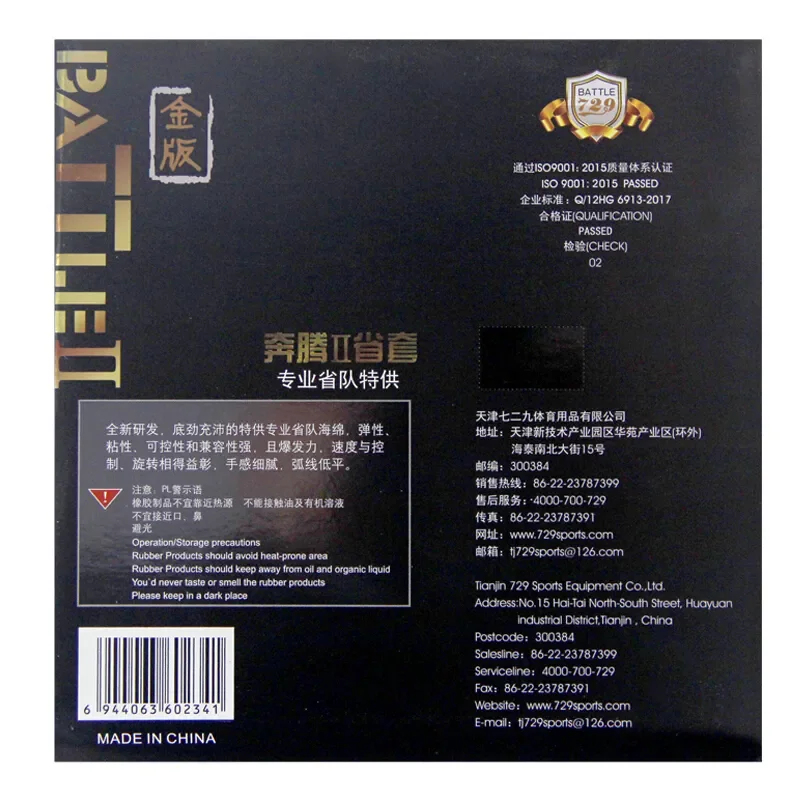 BATTLE II
金版
BATTLE
729
通过ISO9001: 2015质量体系认证
ISO 9001: 2015 PASSED
企业标准: Q/12HG 6913-2017
合格证(QUALIFICATION)
PASSED
检验(CHECK)
02
奔腾II省套
专业省队特供
全新研发，底劲充沛的特供专业省队海绵，弹性、
粘性，可控性和兼容性强，且爆发力，速度与控
制、旋转相得益彰，手感细腻，弧线低平。
注意，PL警示语
橡胶制品不宜靠近热源 不能接触油及有机溶液
不宜接近口、鼻
避光
Operation/Storage precautions
Rubber Products should avoid heat-prone area
Rubber Products should keep away from oil and organic liquid
You'd never taste or smell the rubber products
Please keep in a dark place
6 944063 602341
MADE IN CHINA
天津七二九体育用品有限公司
地址: 天津新技术产业园区华苑产业区(环外)
海泰南北大街15号
邮编: 300384
销售热线: 86-22-23787399
售后服务: 4000-700-729
传真: 86-22-23787391
网址: www.729sports.com
邮箱: tj729sports@126.com
Tianjin 729 Sports Equipment Co.,Ltd.
Address:No.15 Hai-Tai North-South Street, Huayuan
industrial District,Tianjin , China
Postcode: 300384
Salesline: 86-22-23787399
Serviceline: 4000-700-729
Fax: 86-22-23787391
Website: www.729sports.com
E-mail: tj729sports@126.com